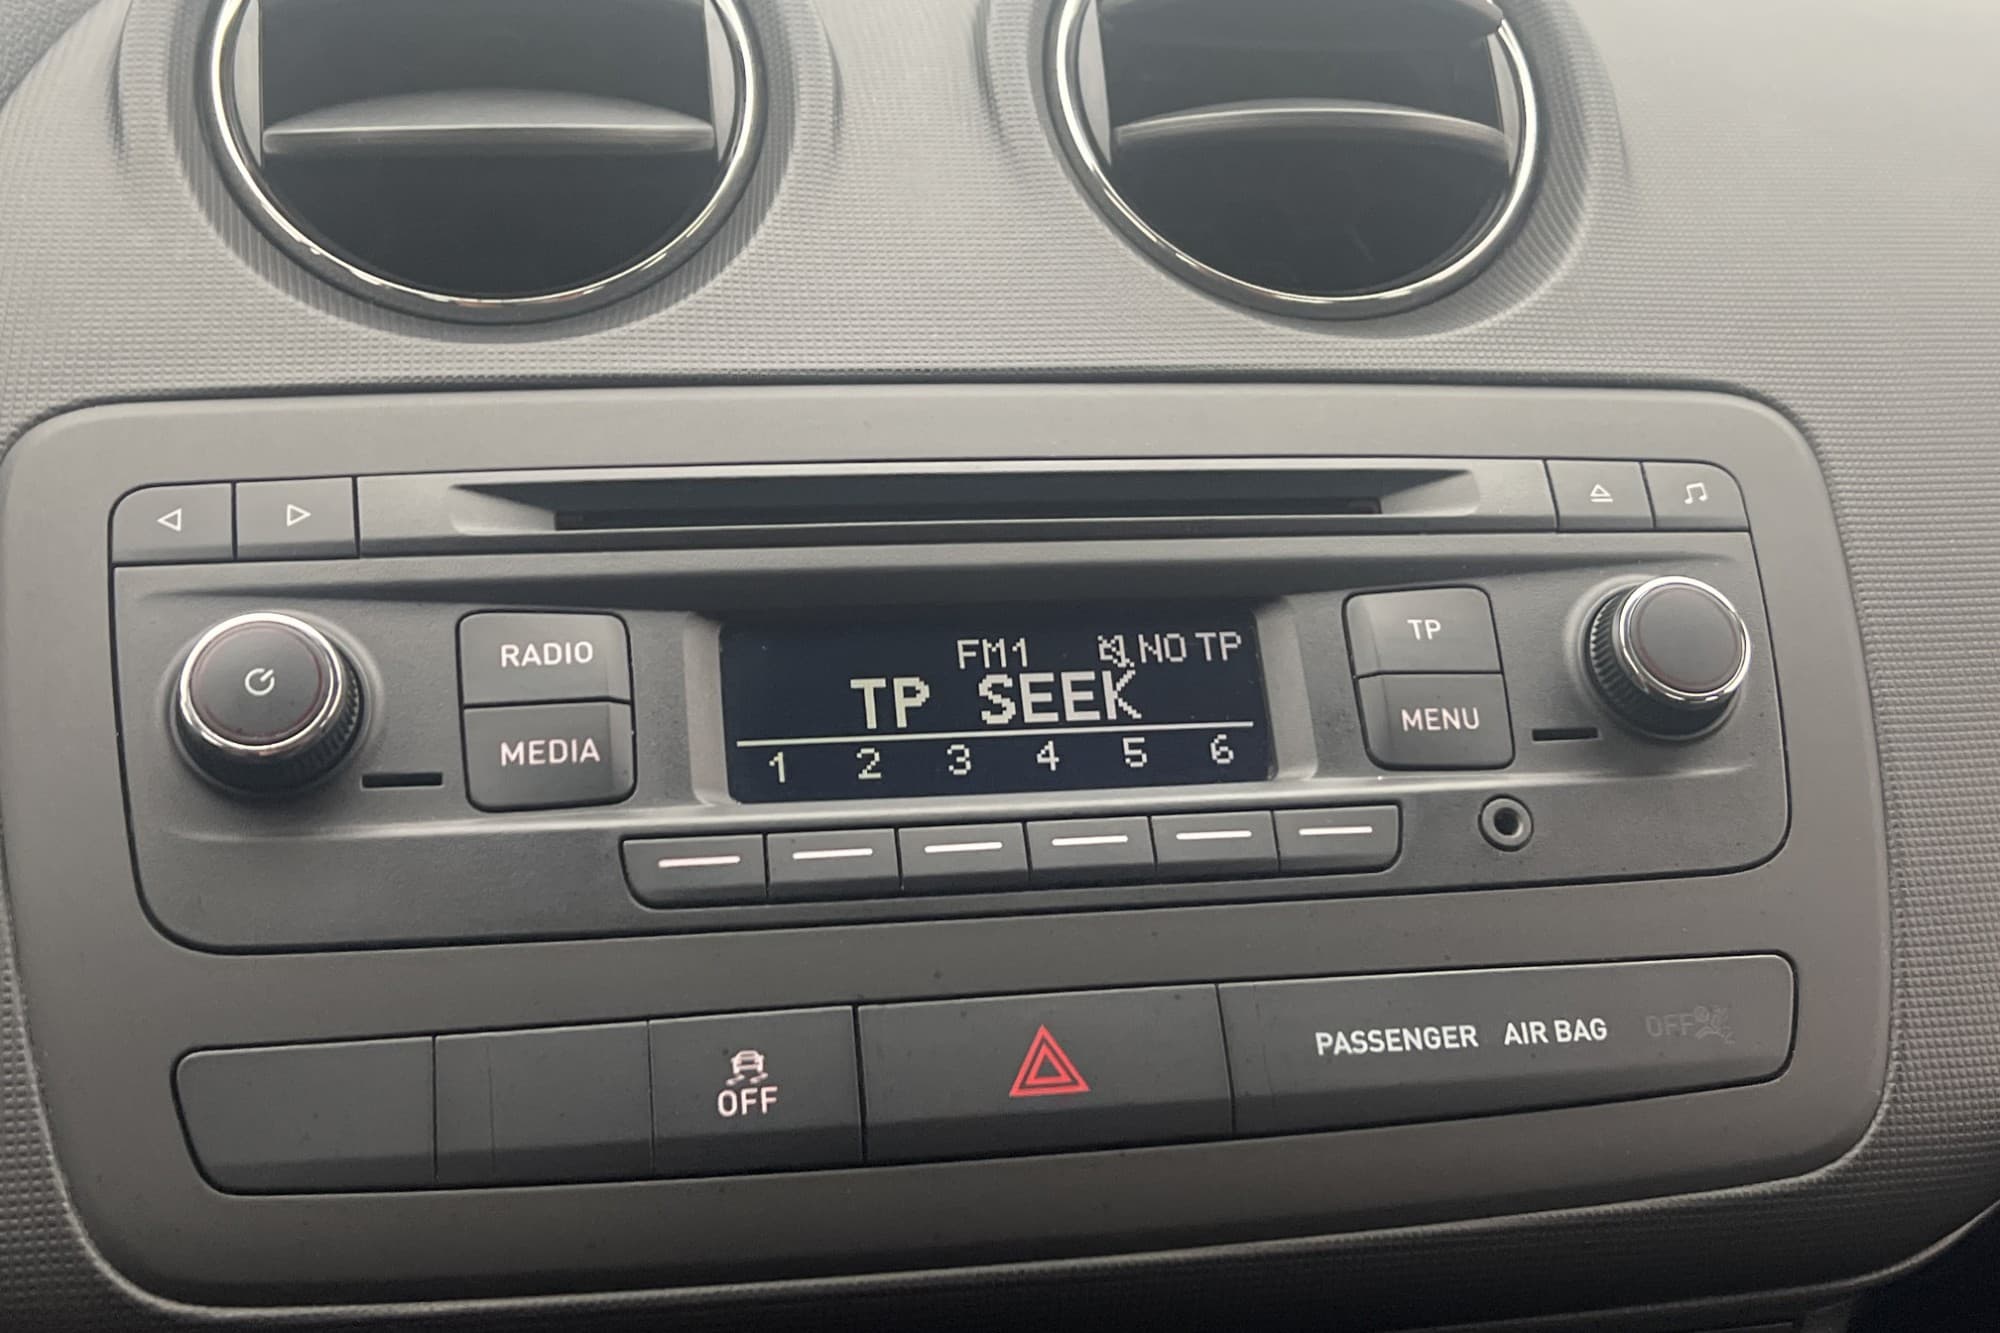 RADIO
MEDIA
FM1 NO TP
TP SEEK
1 2 3 4 5 6
TP
MENU
OFF
PASSENGER AIR BAG OFF